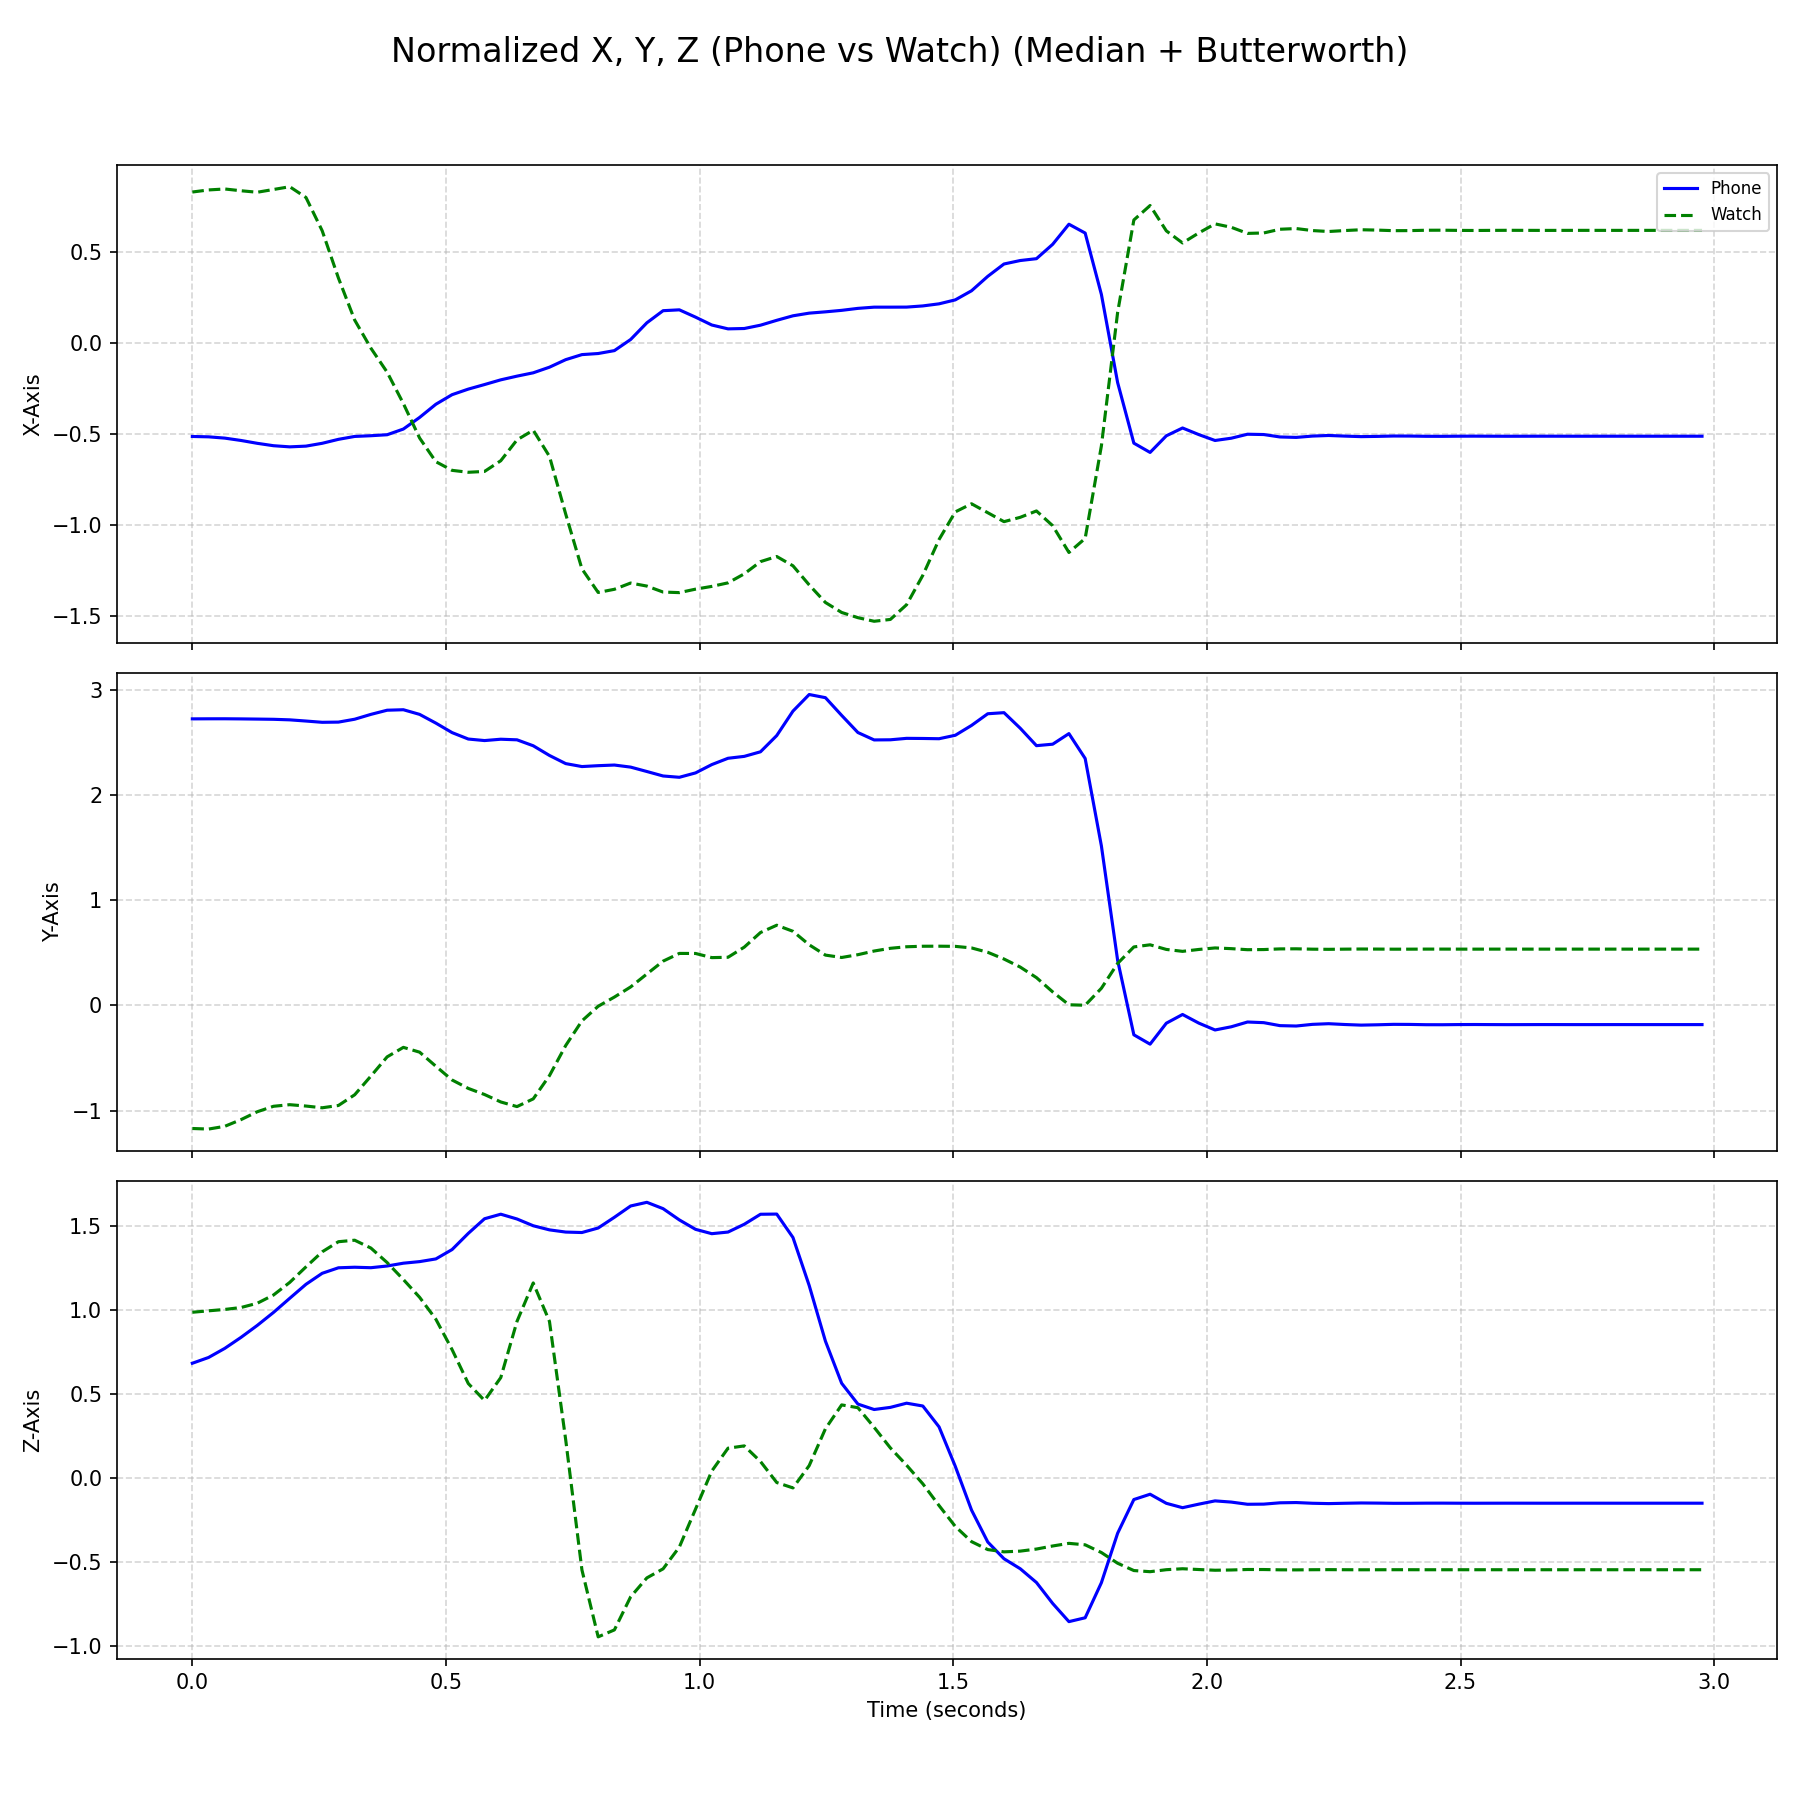 Normalized X, Y, Z (Phone vs Watch) (Median + Butterworth)
Phone
Watch
X-Axis
0.5
0.0
−0.5
−1.0
−1.5
Y-Axis
3
2
1
0
−1
Z-Axis
1.5
1.0
0.5
0.0
−0.5
−1.0
0.0 0.5 1.0 1.5 2.0 2.5 3.0
Time (seconds)